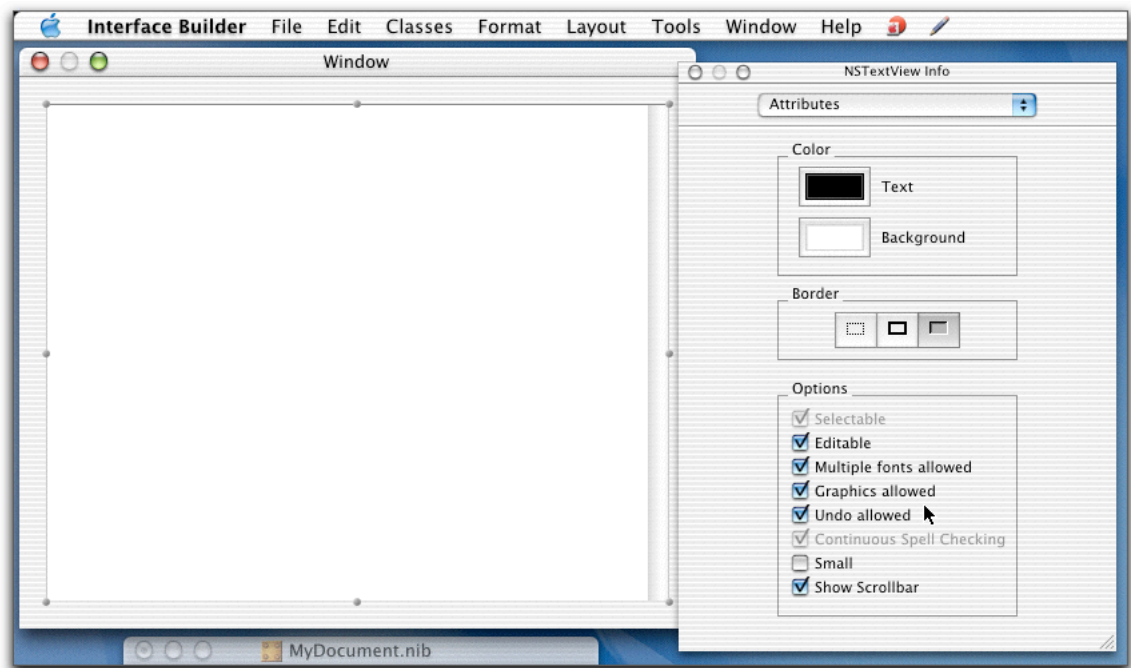 Interface Builder File Edit Classes Format Layout Tools Window Help
Window
NSTextView Info
Attributes
Color
Text
Background
Border
Options
Selectable
Editable
Multiple fonts allowed
Graphics allowed
Undo allowed
Continuous Spell Checking
Small
Show Scrollbar
MyDocument.nib